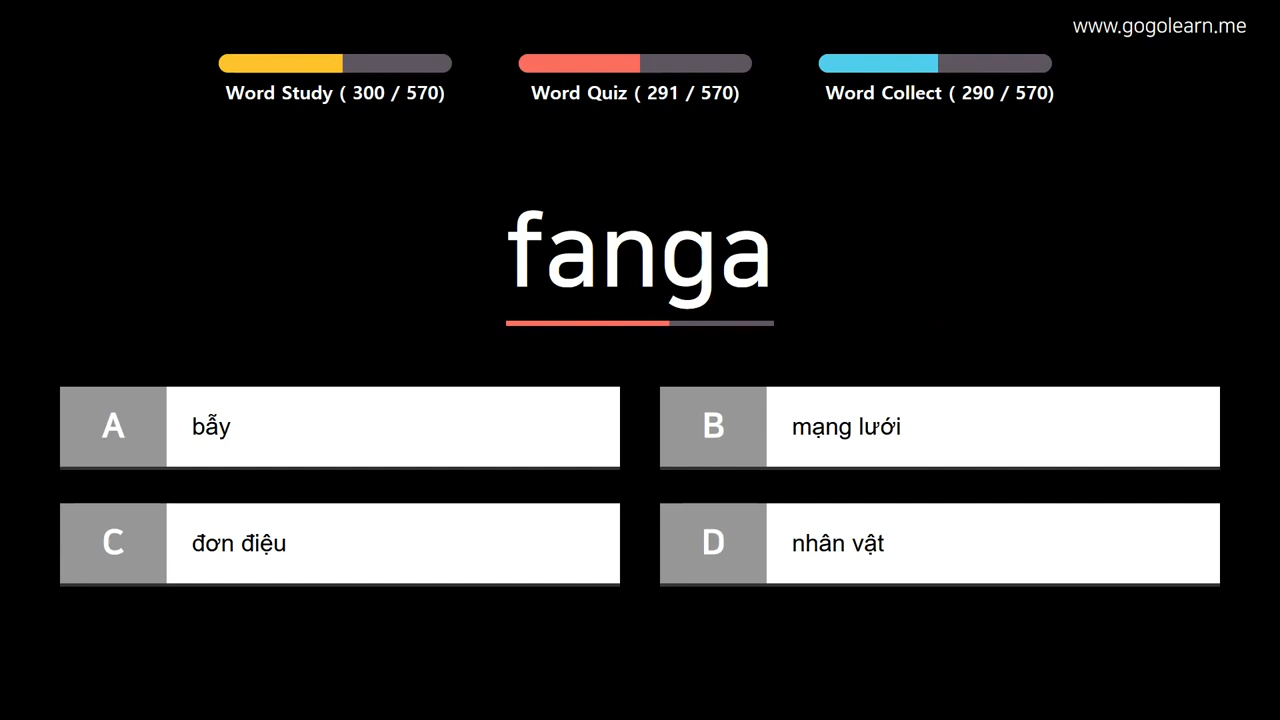 www.gogolearn.me
Word Study ( 300 / 570)
Word Quiz ( 291 / 570)
Word Collect ( 290 / 570)
fanga
A bẫy
B mạng lưới
C đơn điệu
D nhân vật